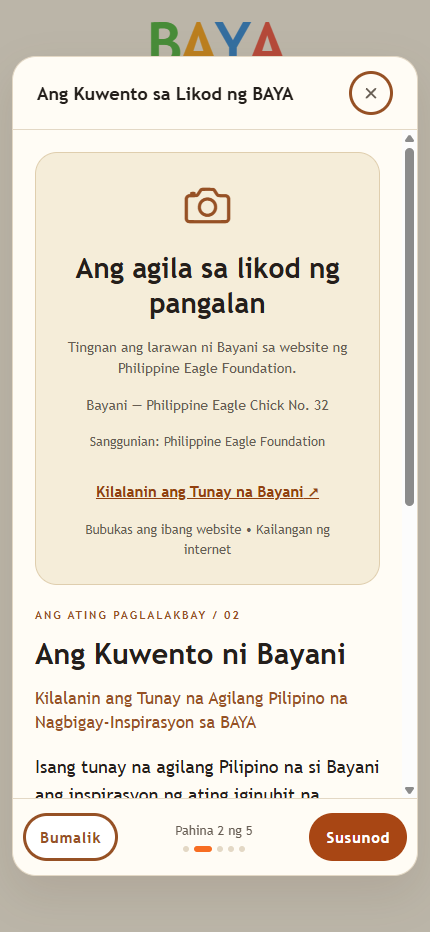 BAYA
Ang Kuwento sa Likod ng BAYA
Ang agila sa likod ng
pangalan
Tingnan ang larawan ni Bayani sa website ng
Philippine Eagle Foundation.
Bayani — Philippine Eagle Chick No. 32
Sanggunian: Philippine Eagle Foundation
Kilalanin ang Tunay na Bayani ↗
Bubukas ang ibang website • Kailangan ng
internet
ANG ATING PAGLALAKBAY / 02
Ang Kuwento ni Bayani
Kilalanin ang Tunay na Agilang Pilipino na
Nagbigay-Inspirasyon sa BAYA
Isang tunay na agilang Pilipino na si Bayani
ang inspirasyon ng ating iginuhit na
Bumalik
Pahina 2 ng 5
Susunod